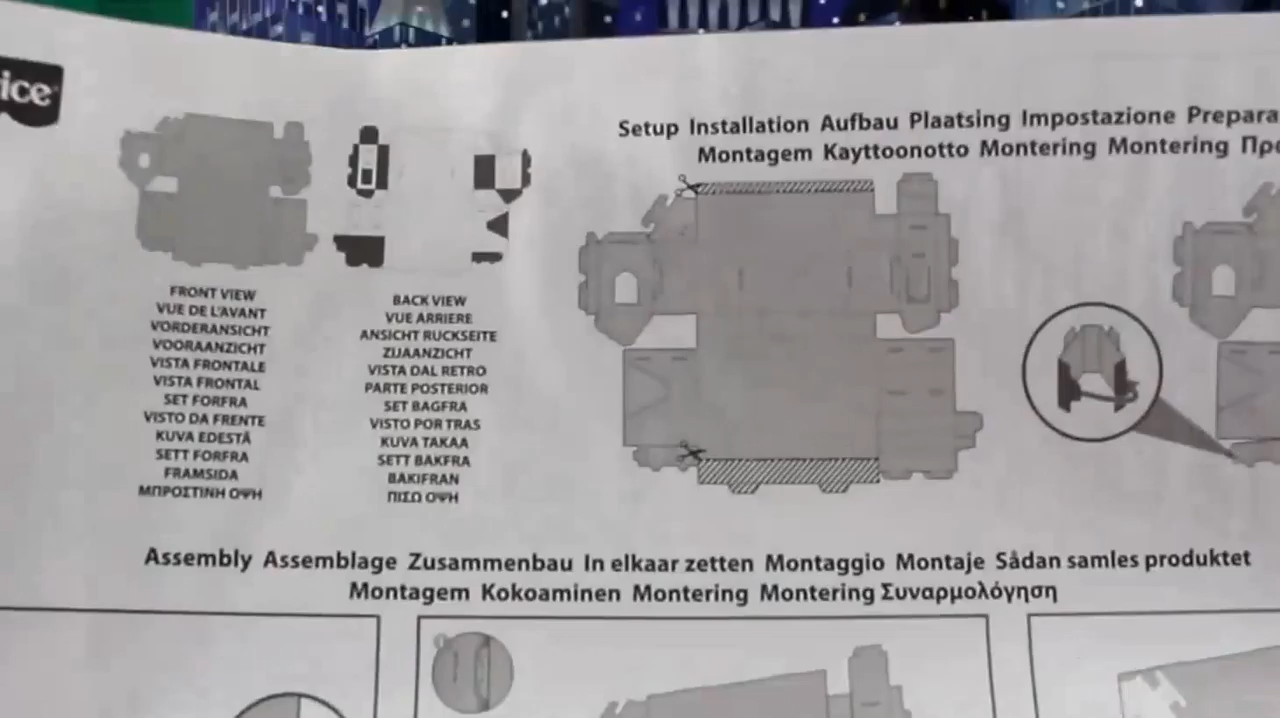 ice
Setup Installation Aufbau Plaatsing Impostazione Prepara
Montagem Kayttoonotto Montering Montering Πρ
FRONT VIEW
VUE DE L'AVANT
VORDERANSICHT
VOORAANZICHT
VISTA FRONTALE
VISTA FRONTAL
SET FORFRA
VISTO DA FRENTE
KUVA EDESTÄ
SETT FORFRA
FRAMSIDA
ΜΠΡΟΣΤΙΝΗ ΟΨΗ
BACK VIEW
VUE ARRIERE
ANSICHT RUCKSEITE
ZIJAANZICHT
VISTA DAL RETRO
PARTE POSTERIOR
SET BAGFRA
VISTO POR TRAS
KUVA TAKAA
SETT BAKFRA
BAKIFRAN
ΠΙΣΩ ΟΨΗ
Assembly Assemblage Zusammenbau In elkaar zetten Montaggio Montaje Sådan samles produktet
Montagem Kokoaminen Montering Montering Συναρμολόγηση